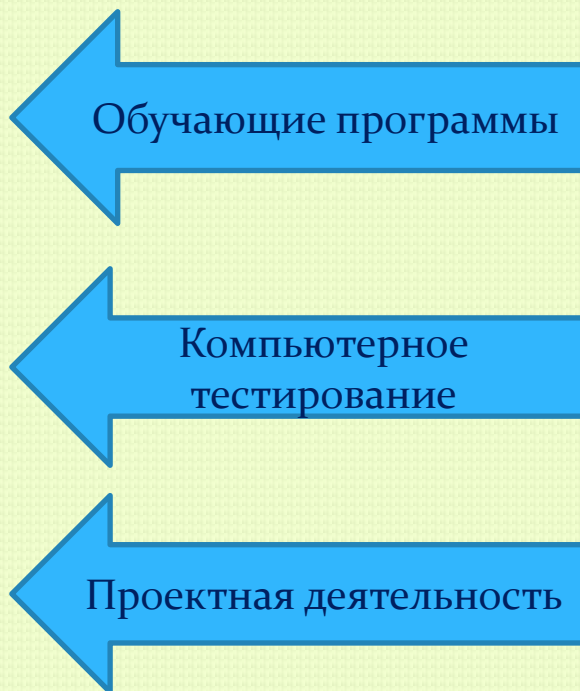 Обучающие программы
Компьютерное
тестирование
Проектная деятельность